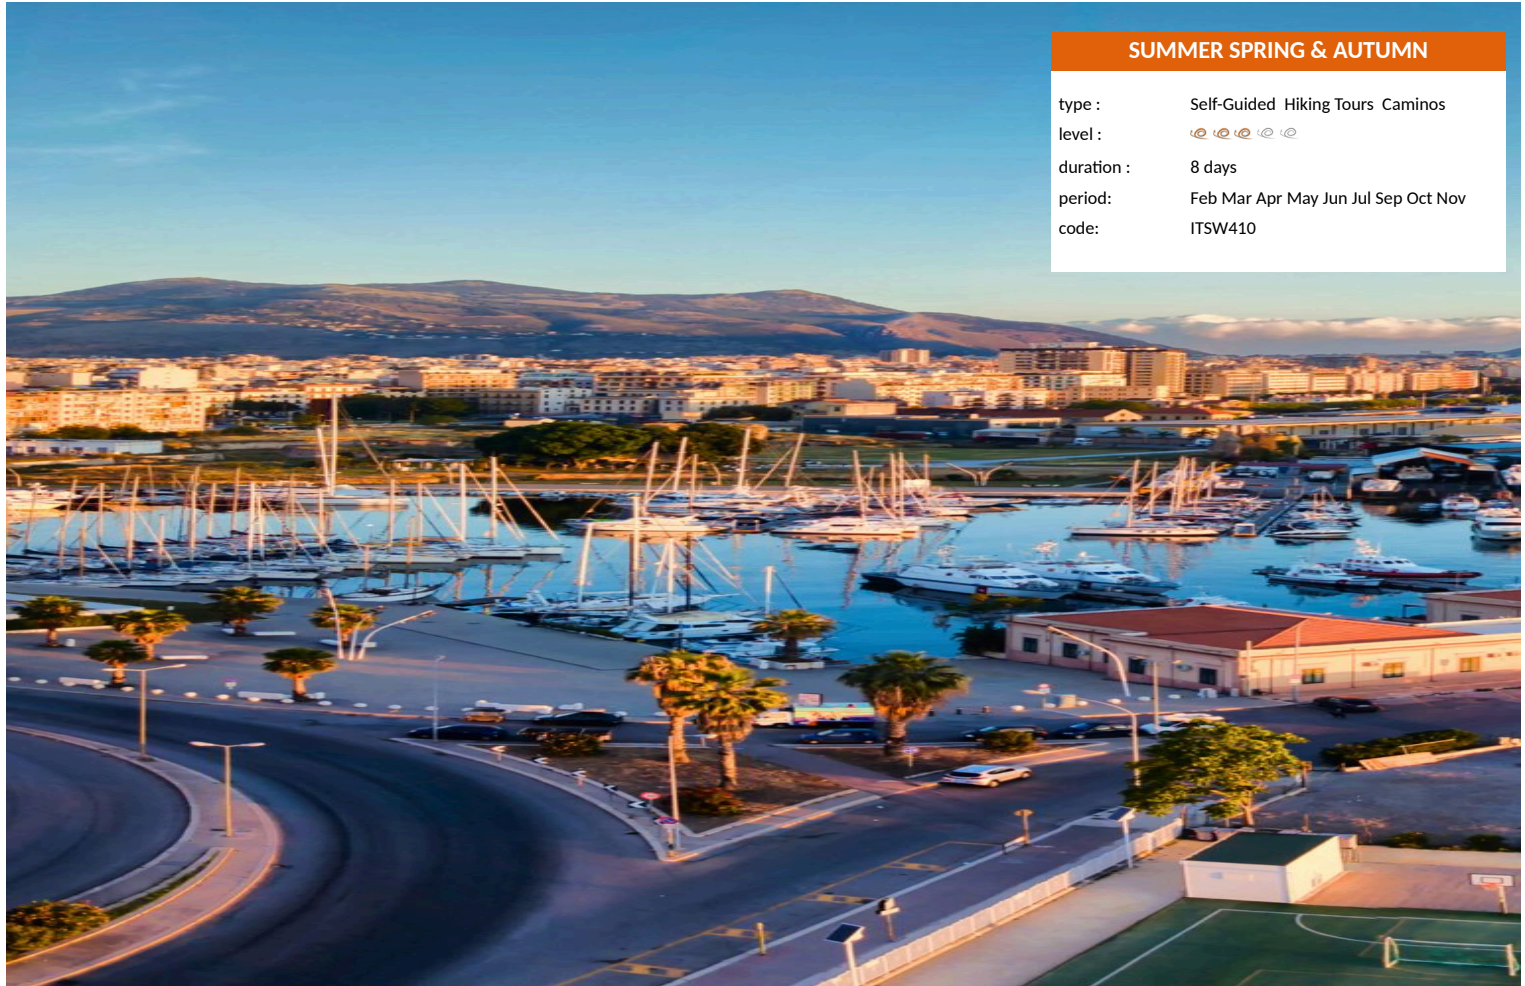 SUMMER SPRING & AUTUMN
type : Self-Guided Hiking Tours Caminos
level :
duration : 8 days
period: Feb Mar Apr May Jun Jul Sep Oct Nov
code: ITSW410